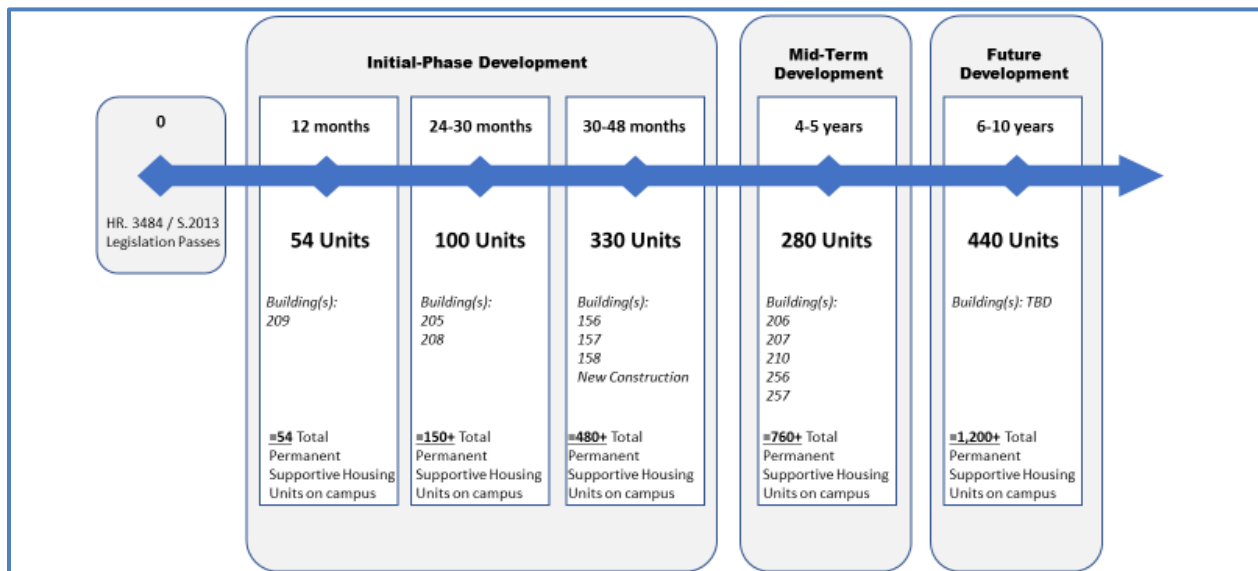 Initial-Phase Development
Mid-Term
Development
Future
Development
0
HR. 3484 / S.2013
Legislation Passes
12 months
54 Units
Building(s):
209
=54 Total
Permanent
Supportive Housing
Units on campus
24-30 months
100 Units
Building(s):
205
208
=150+ Total
Permanent
Supportive Housing
Units on campus
30-48 months
330 Units
Building(s):
156
157
158
New Construction
=480+ Total
Permanent
Supportive Housing
Units on campus
4-5 years
280 Units
Building(s):
206
207
210
256
257
=760+ Total
Permanent
Supportive Housing
Units on campus
6-10 years
440 Units
Building(s): TBD
=1,200+ Total
Permanent
Supportive Housing
Units on campus